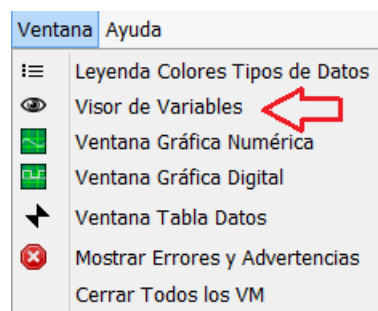 Ventana Ayuda
Leyenda Colores Tipos de Datos
Visor de Variables
Ventana Gráfica Numérica
Ventana Gráfica Digital
Ventana Tabla Datos
Mostrar Errores y Advertencias
Cerrar Todos los VM